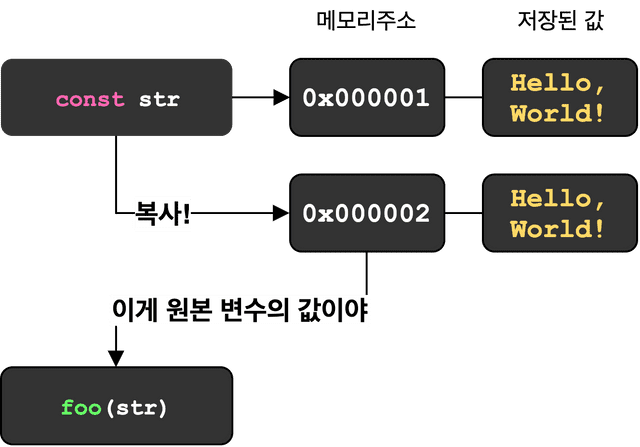 메모리주소
저장된 값
const str
0x000001
Hello,
World!
복사!
0x000002
Hello,
World!
이게 원본 변수의 값이야
foo(str)